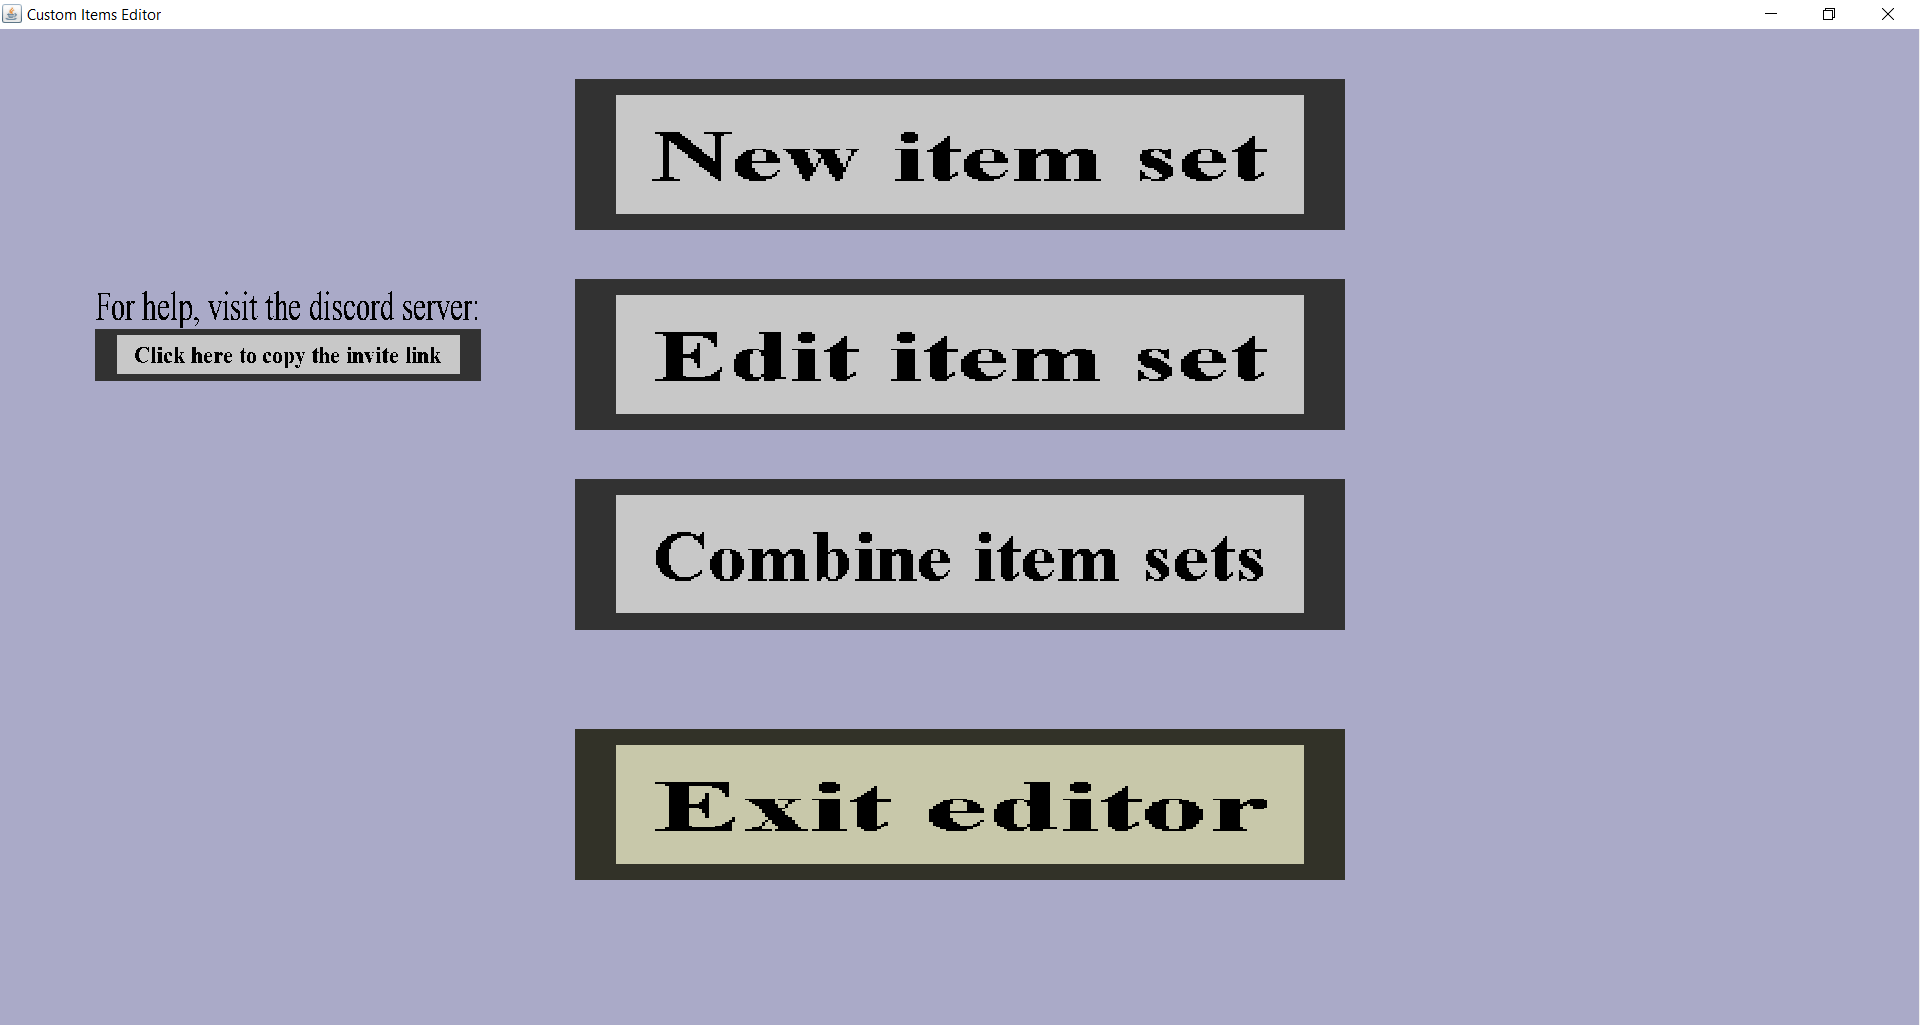 Custom Items Editor
New item set
For help, visit the discord server:
Click here to copy the invite link
Edit item set
Combine item sets
Exit editor